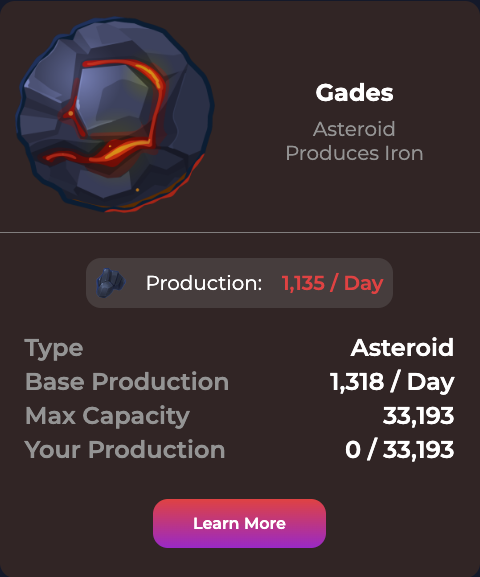 Gades
Asteroid
Produces Iron
Production: 1,135 / Day
Type Asteroid
Base Production 1,318 / Day
Max Capacity 33,193
Your Production 0 / 33,193
Learn More